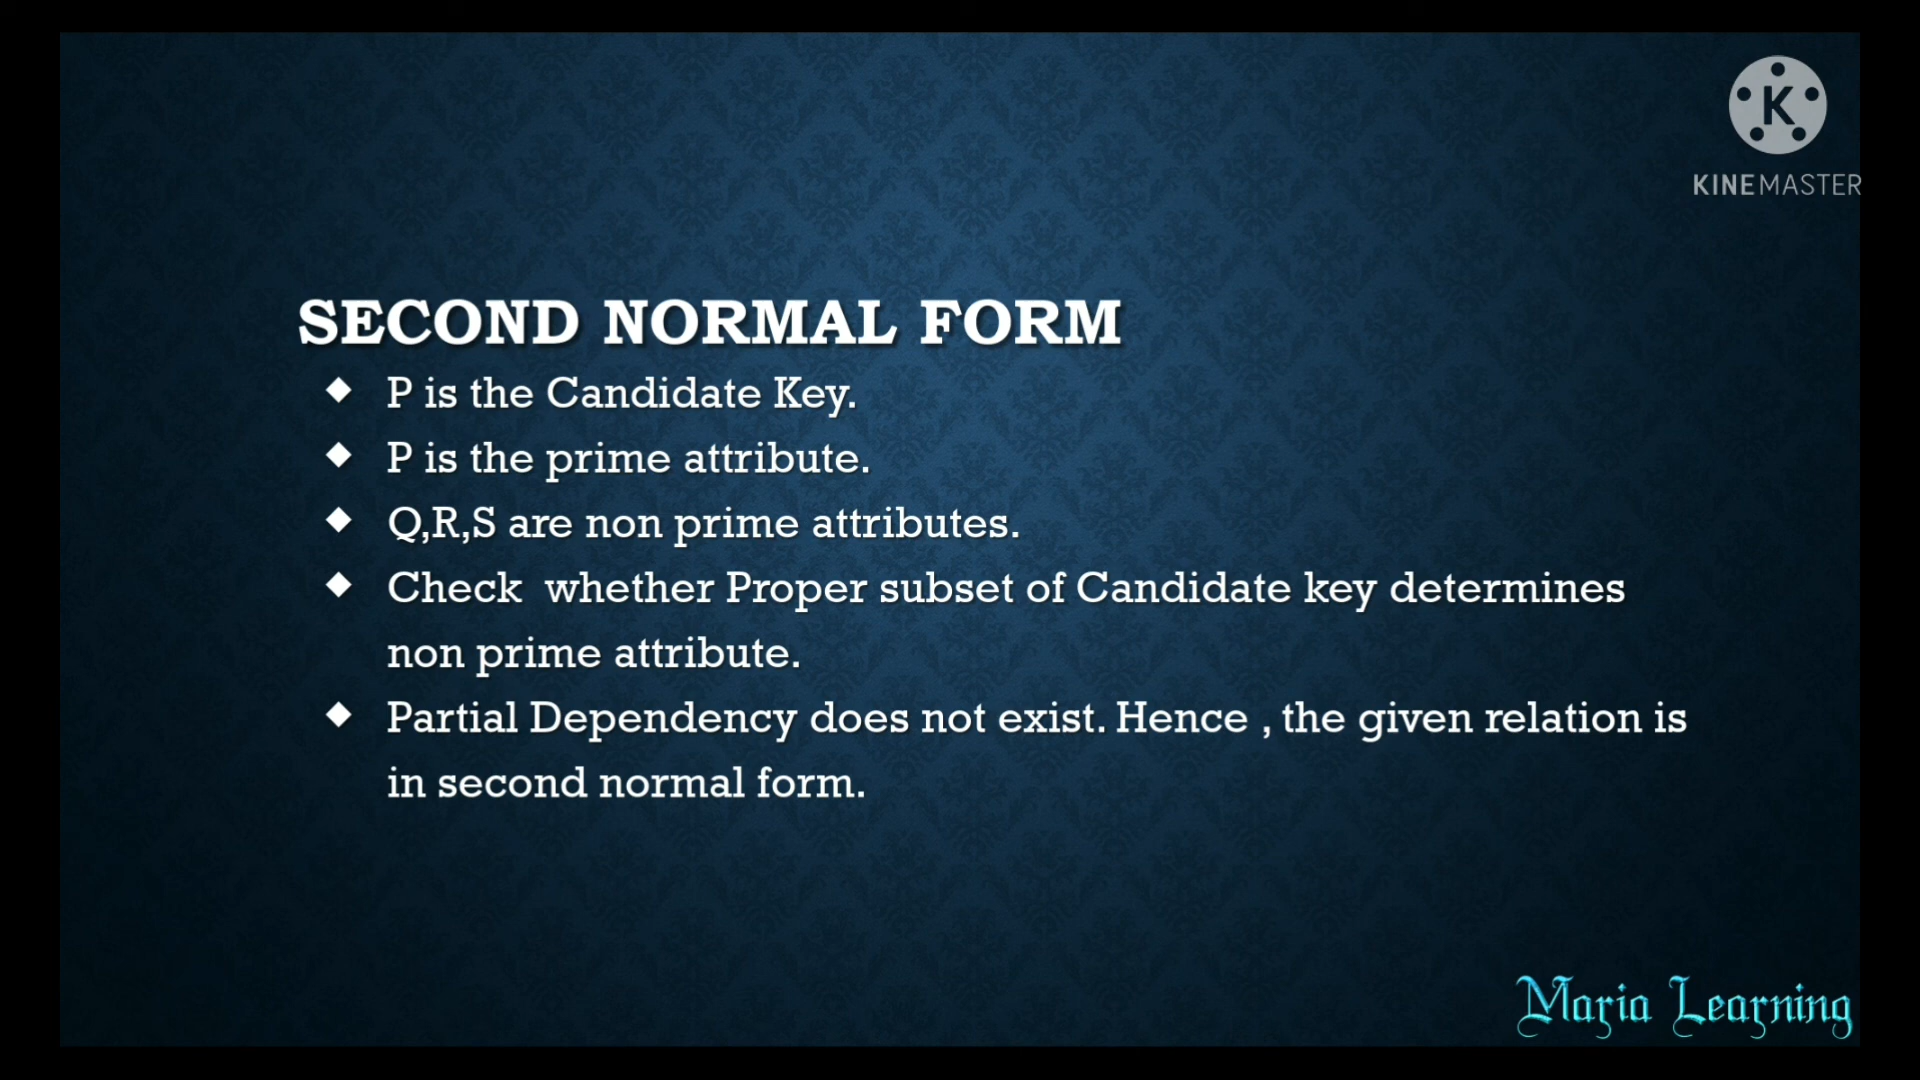 K
KINEMASTER
SECOND NORMAL FORM
P is the Candidate Key.
P is the prime attribute.
Q,R,S are non prime attributes.
Check whether Proper subset of Candidate key determines
non prime attribute.
Partial Dependency does not exist. Hence , the given relation is
in second normal form.
Maria Learning